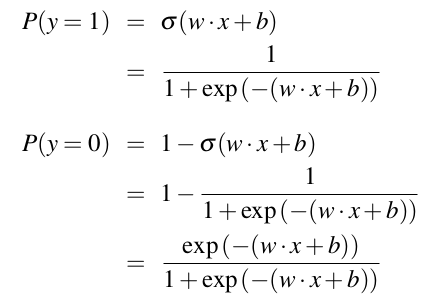 P(y = 1) = σ(w · x + b)
= 1 / (1 + exp (−(w · x + b)))
P(y = 0) = 1 − σ(w · x + b)
= 1 − 1 / (1 + exp (−(w · x + b)))
= exp (−(w · x + b)) / (1 + exp (−(w · x + b)))